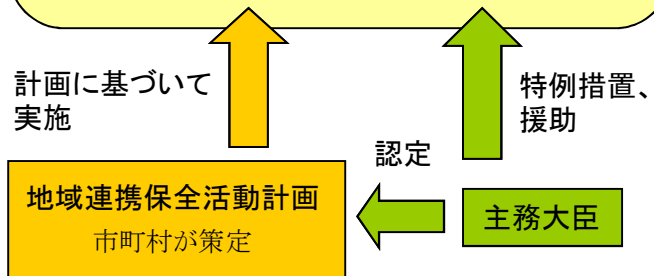 計画に基づいて
実施
特例措置、
援助
認定
地域連携保全活動計画
市町村が策定
主務大臣